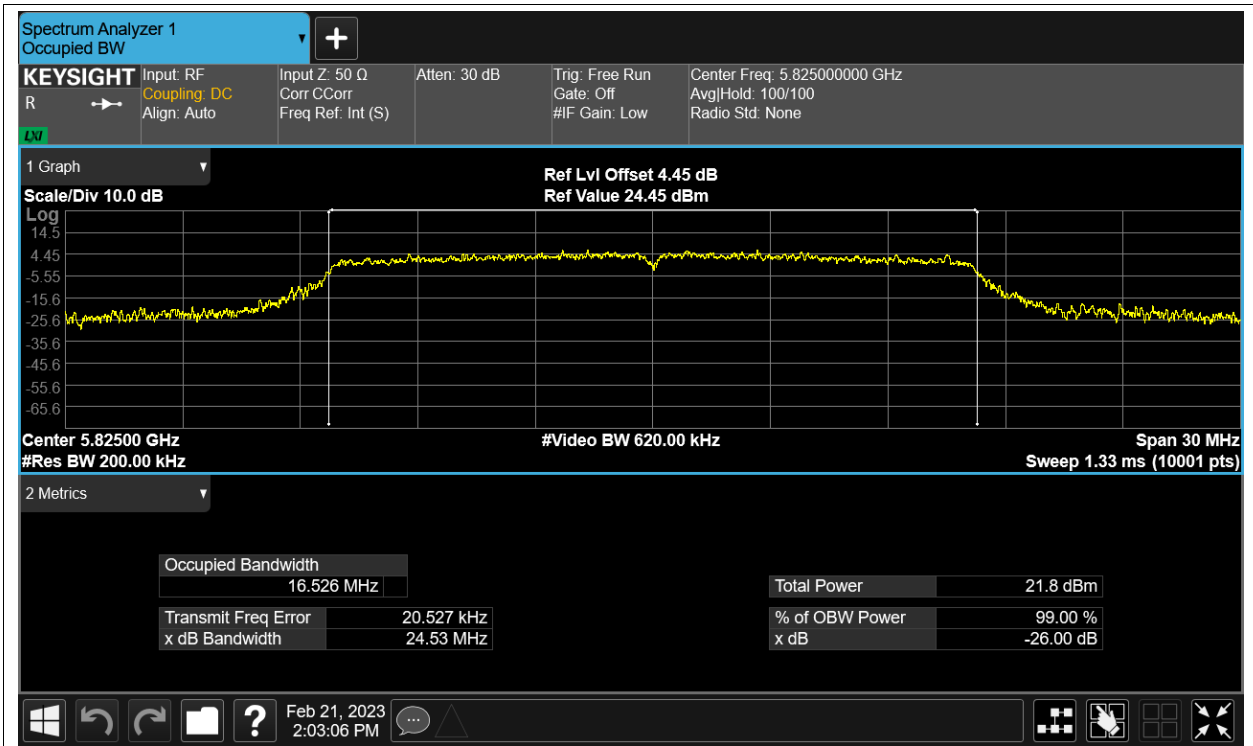 Spectrum Analyzer 1
Occupied BW
KEYSIGHT
R
LXI
Input: RF
Coupling: DC
Align: Auto
Input Z: 50 Ω
Corr CCorr
Freq Ref: Int (S)
Atten: 30 dB
Trig: Free Run
Gate: Off
#IF Gain: Low
Center Freq: 5.825000000 GHz
Avg|Hold: 100/100
Radio Std: None
1 Graph
Scale/Div 10.0 dB
Ref Lvl Offset 4.45 dB
Ref Value 24.45 dBm
Log
14.5
4.45
-5.55
-15.6
-25.6
-35.6
-45.6
-55.6
-65.6
Center 5.82500 GHz
#Res BW 200.00 kHz
#Video BW 620.00 kHz
Span 30 MHz
Sweep 1.33 ms (10001 pts)
2 Metrics
Occupied Bandwidth
16.526 MHz
Transmit Freq Error 20.527 kHz
x dB Bandwidth 24.53 MHz
Total Power 21.8 dBm
% of OBW Power 99.00 %
x dB -26.00 dB
?
Feb 21, 2023
2:03:06 PM